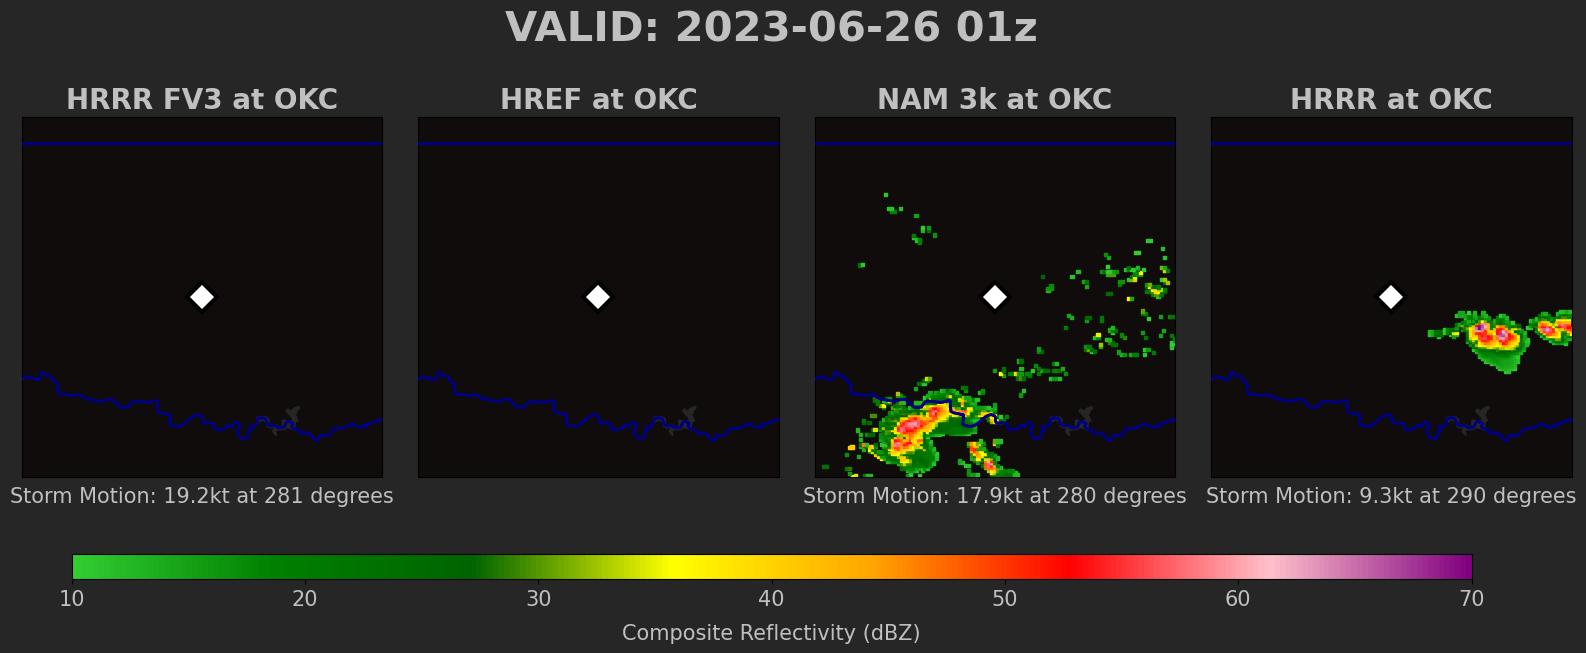 VALID: 2023-06-26 01z
HRRR FV3 at OKC
HREF at OKC
NAM 3k at OKC
HRRR at OKC
Storm Motion: 19.2kt at 281 degrees
Storm Motion: 17.9kt at 280 degrees
Storm Motion: 9.3kt at 290 degrees
10 20 30 40 50 60 70
Composite Reflectivity (dBZ)